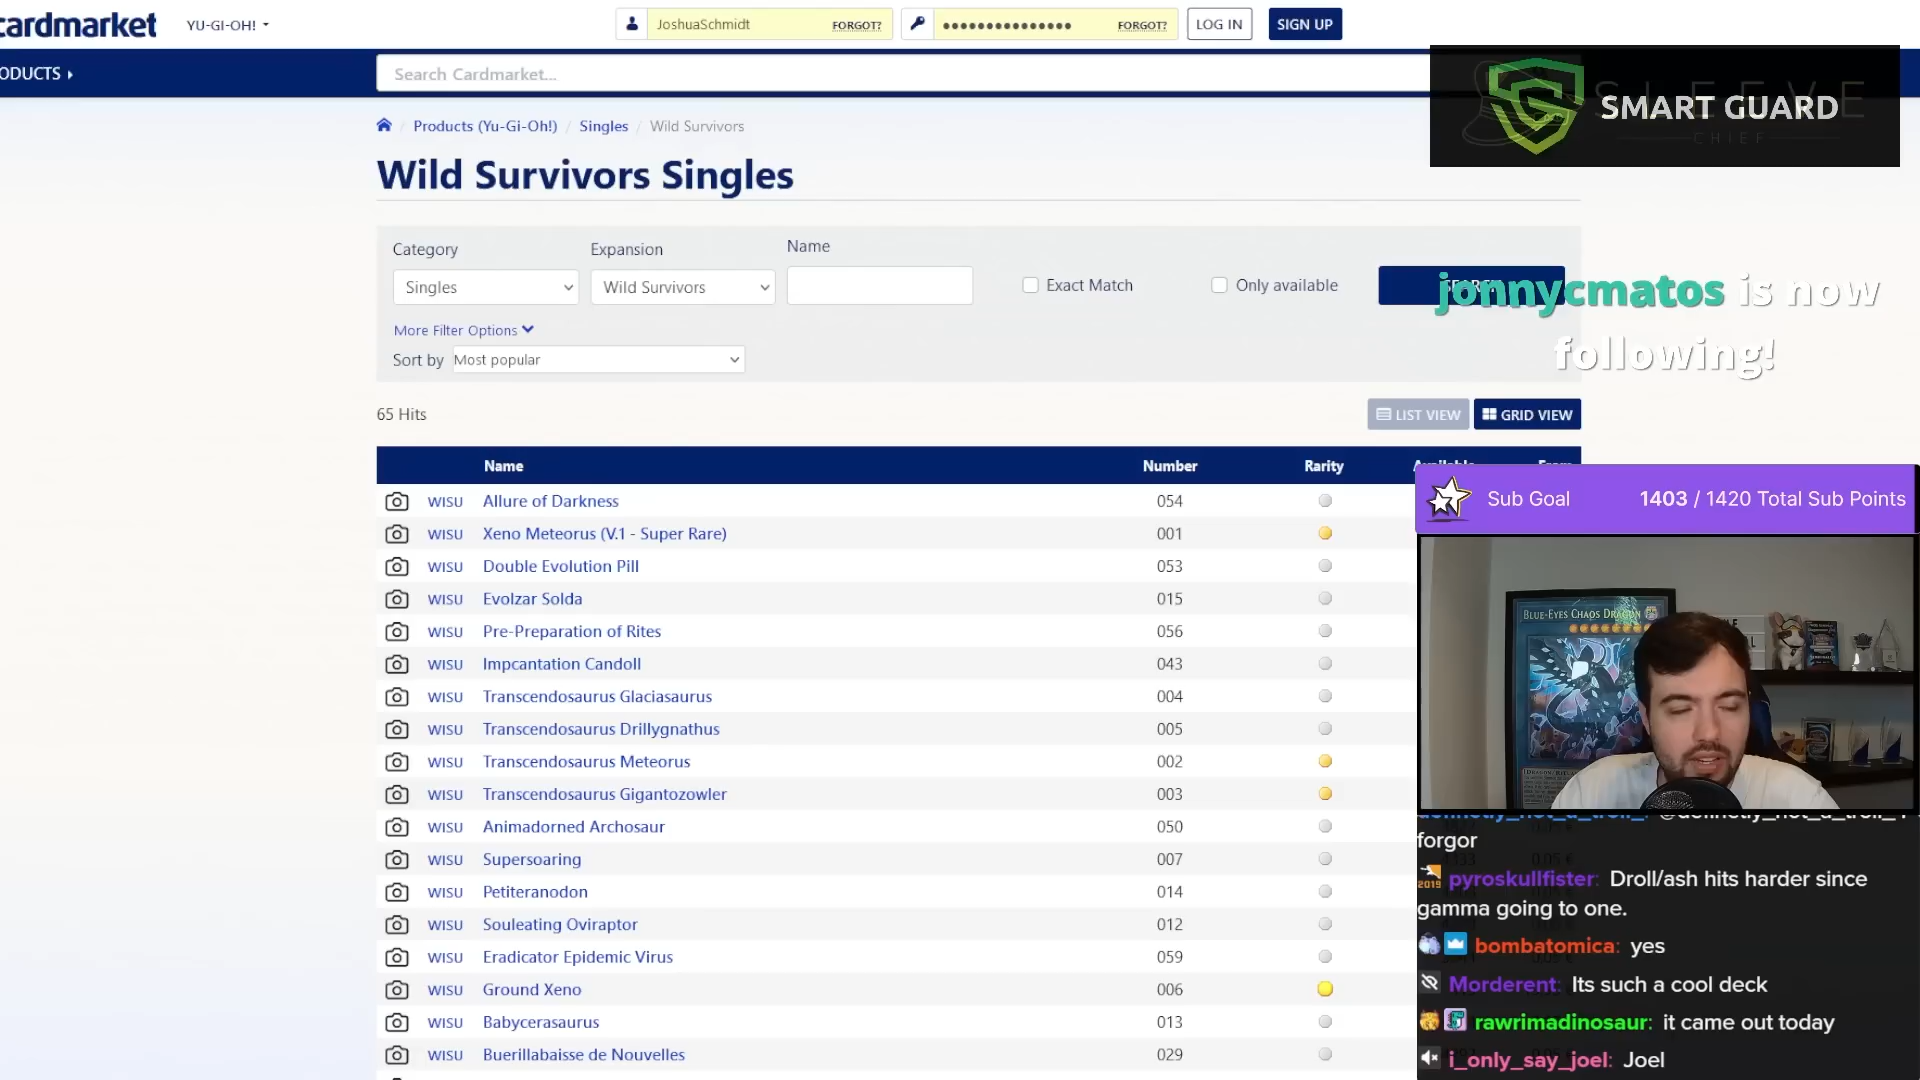 cardmarket
YU-GI-OH!
JoshuaSchmidt
FORGOT?
FORGOT?
LOG IN
SIGN UP
ODUCTS
Search Cardmarket...
SMART GUARD
CHIEF
Products (Yu-Gi-Oh!) / Singles / Wild Survivors
Wild Survivors Singles
Category
Expansion
Name
Singles
Wild Survivors
Exact Match
Only available
jonnycmatos is now
following!
More Filter Options
Sort by
Most popular
65 Hits
LIST VIEW
GRID VIEW
Name Number Rarity
WISU Allure of Darkness 054
WISU Xeno Meteorus (V.1 - Super Rare) 001
WISU Double Evolution Pill 053
WISU Evolzar Solda 015
WISU Pre-Preparation of Rites 056
WISU Impcantation Candoll 043
WISU Transcendosaurus Glaciasaurus 004
WISU Transcendosaurus Drillygnathus 005
WISU Transcendosaurus Meteorus 002
WISU Transcendosaurus Gigantozowler 003
WISU Animadorned Archosaur 050
WISU Supersoaring 007
WISU Petiteranodon 014
WISU Souleating Oviraptor 012
WISU Eradicator Epidemic Virus 059
WISU Ground Xeno 006
WISU Babycerasaurus 013
WISU Buerillabaisse de Nouvelles 029
Sub Goal 1403 / 1420 Total Sub Points
BLUE-EYES CHAOS DRAGON
forgor
2019 pyroskullfister: Droll/ash hits harder since
gamma going to one.
bombatomica: yes
Morderent: Its such a cool deck
rawrimadinosaur: it came out today
i_only_say_joel: Joel